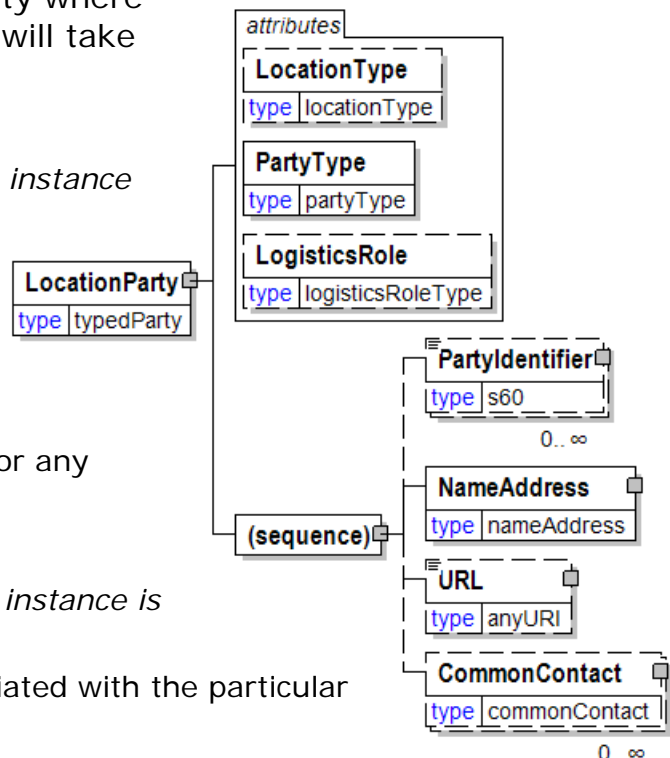 ty where
will take
instance
or any
instance is
iated with the particular
attributes
LocationType
type locationType
PartyType
type partyType
LogisticsRole
type logisticsRoleType
LocationParty
type typedParty
(sequence)
PartyIdentifier
type s60
0.. ∞
NameAddress
type nameAddress
URL
type anyURI
CommonContact
type commonContact
0.. ∞